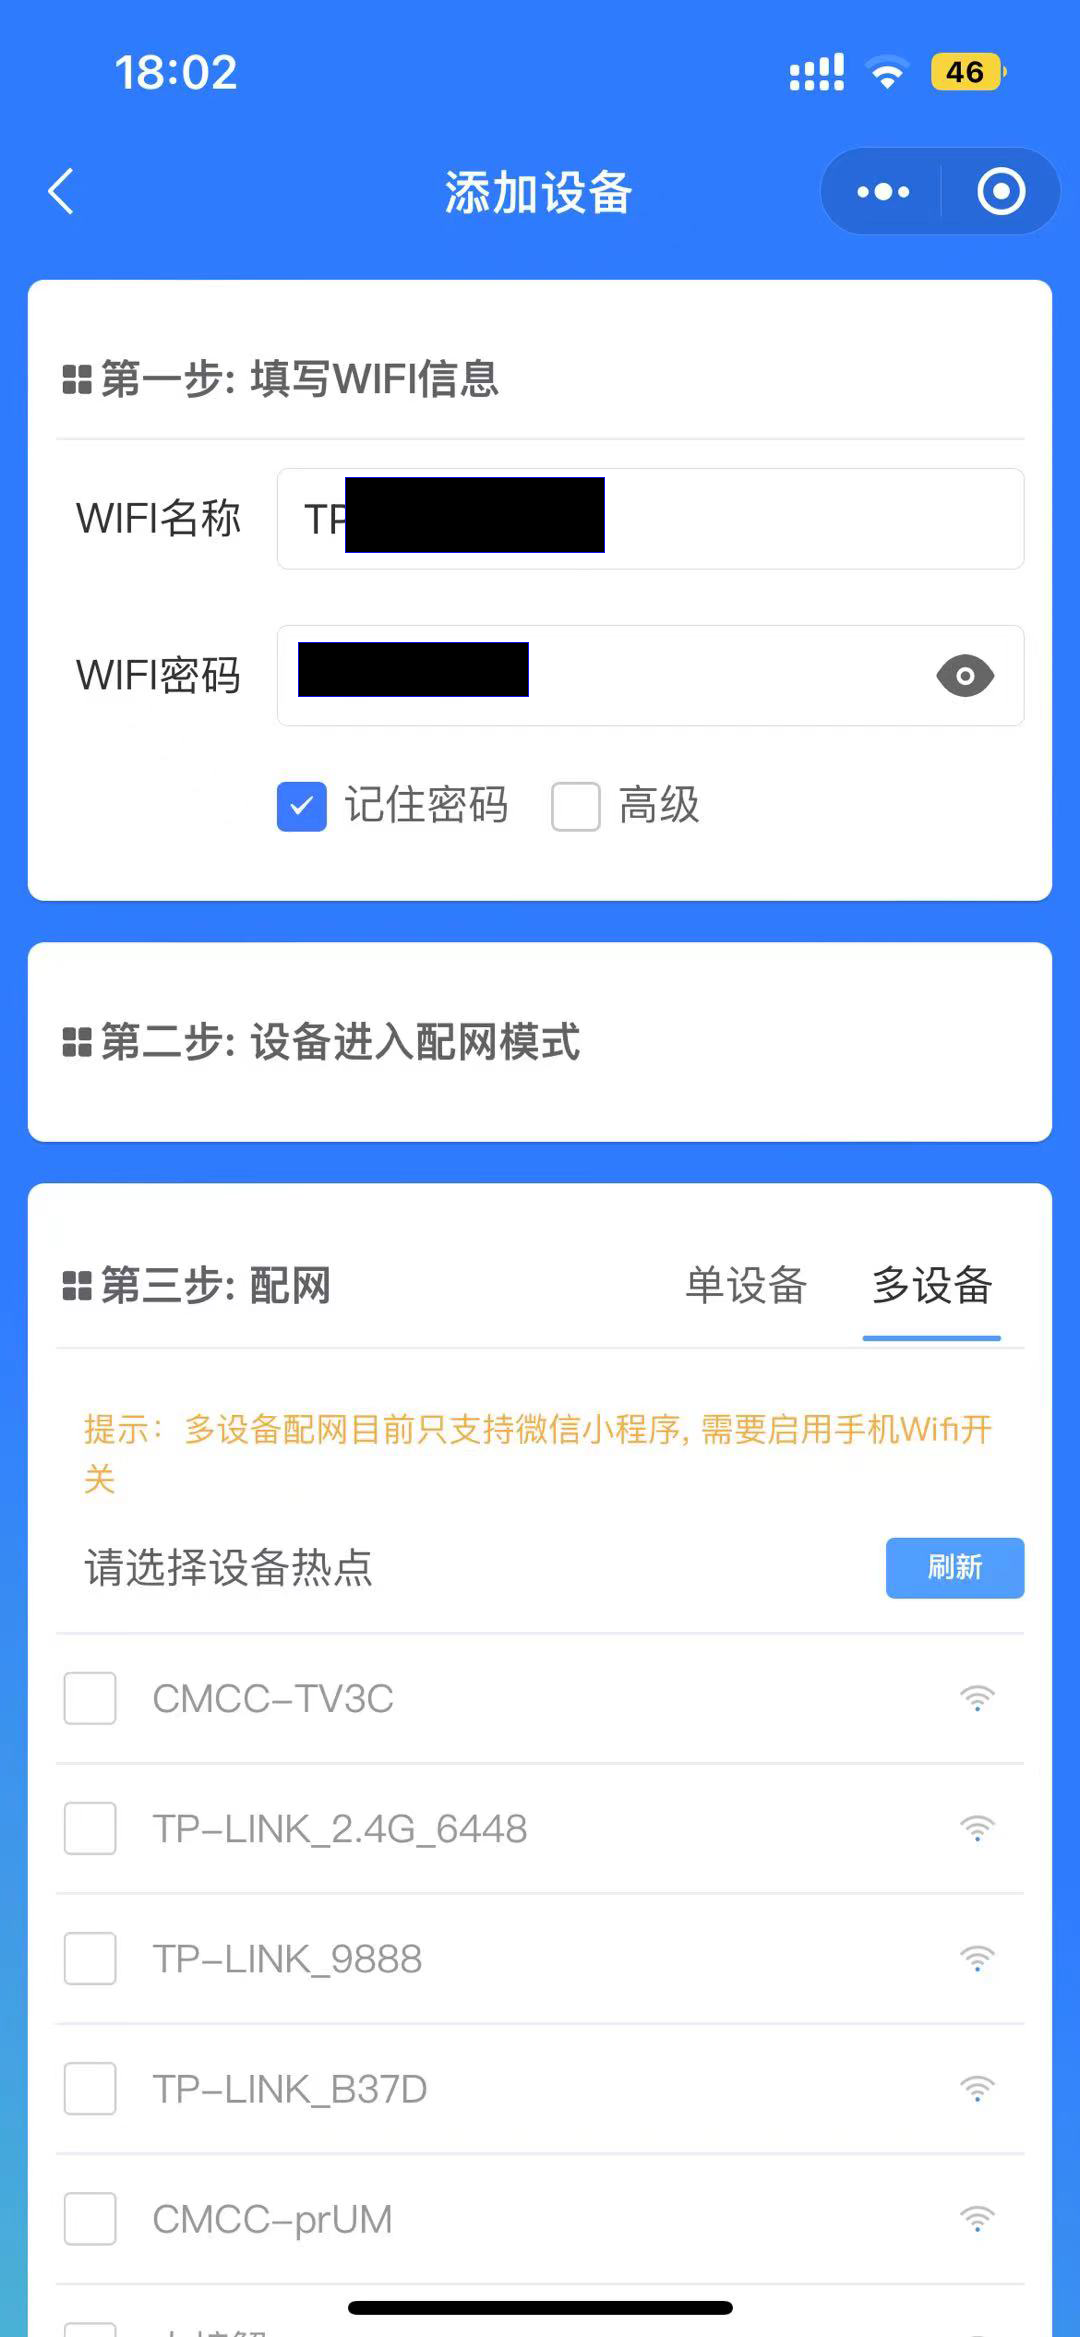 18:02
46
添加设备
第一步: 填写WIFI信息
WIFI名称 TP
WIFI密码
记住密码 高级
第二步: 设备进入配网模式
第三步: 配网 单设备 多设备
提示：多设备配网目前只支持微信小程序, 需要启用手机Wifi开
关
请选择设备热点 刷新
CMCC-TV3C
TP-LINK_2.4G_6448
TP-LINK_9888
TP-LINK_B37D
CMCC-prUM